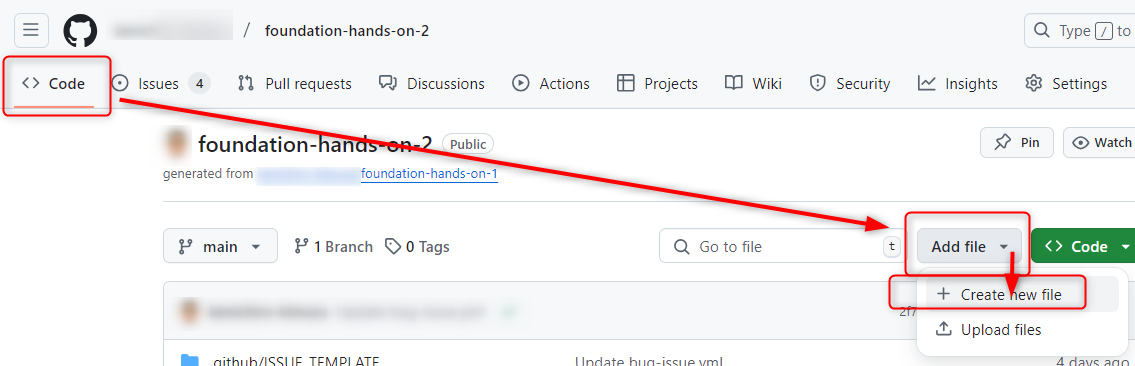 / foundation-hands-on-2
Type / to
Code Issues 4 Pull requests Discussions Actions Projects Wiki Security Insights Settings
foundation-hands-on-2 Public
Pin Watch
generated from foundation-hands-on-1
main 1 Branch 0 Tags Go to file t Add file Code
Create new file
Upload files
.github/ISSUE_TEMPLATE Update bug-issue.yml 4 days ago